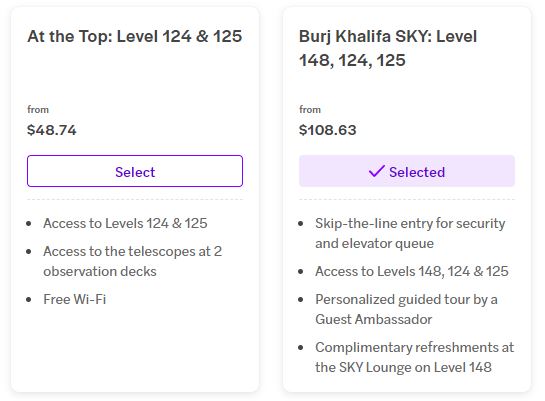 At the Top: Level 124 & 125
from
$48.74
Select
Access to Levels 124 & 125
Access to the telescopes at 2
observation decks
Free Wi-Fi
Burj Khalifa SKY: Level
148, 124, 125
from
$108.63
Selected
Skip-the-line entry for security
and elevator queue
Access to Levels 148, 124 & 125
Personalized guided tour by a
Guest Ambassador
Complimentary refreshments at
the SKY Lounge on Level 148